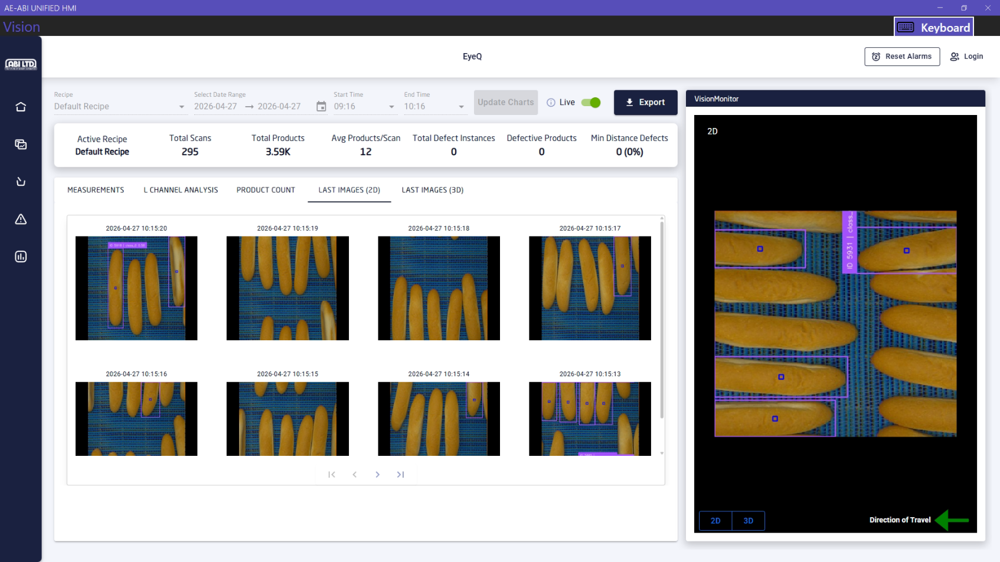 AE-ABI UNIFIED HMI
Vision
Keyboard
ABI LTD
EyeQ
Reset Alarms
Login
Recipe
Default Recipe
Select Date Range
2026-04-27 → 2026-04-27
Start Time
09:16
End Time
10:16
Update Charts
Live
Export
Active Recipe
Default Recipe
Total Scans
295
Total Products
3.59K
Avg Products/Scan
12
Total Defect Instances
0
Defective Products
0
Min Distance Defects
0 (0%)
MEASUREMENTS
L CHANNEL ANALYSIS
PRODUCT COUNT
LAST IMAGES (2D)
LAST IMAGES (3D)
2026-04-27 10:15:20
2026-04-27 10:15:19
2026-04-27 10:15:18
2026-04-27 10:15:17
2026-04-27 10:15:16
2026-04-27 10:15:15
2026-04-27 10:15:14
2026-04-27 10:15:13
VisionMonitor
2D
ID 5931 | class...
2D
3D
Direction of Travel